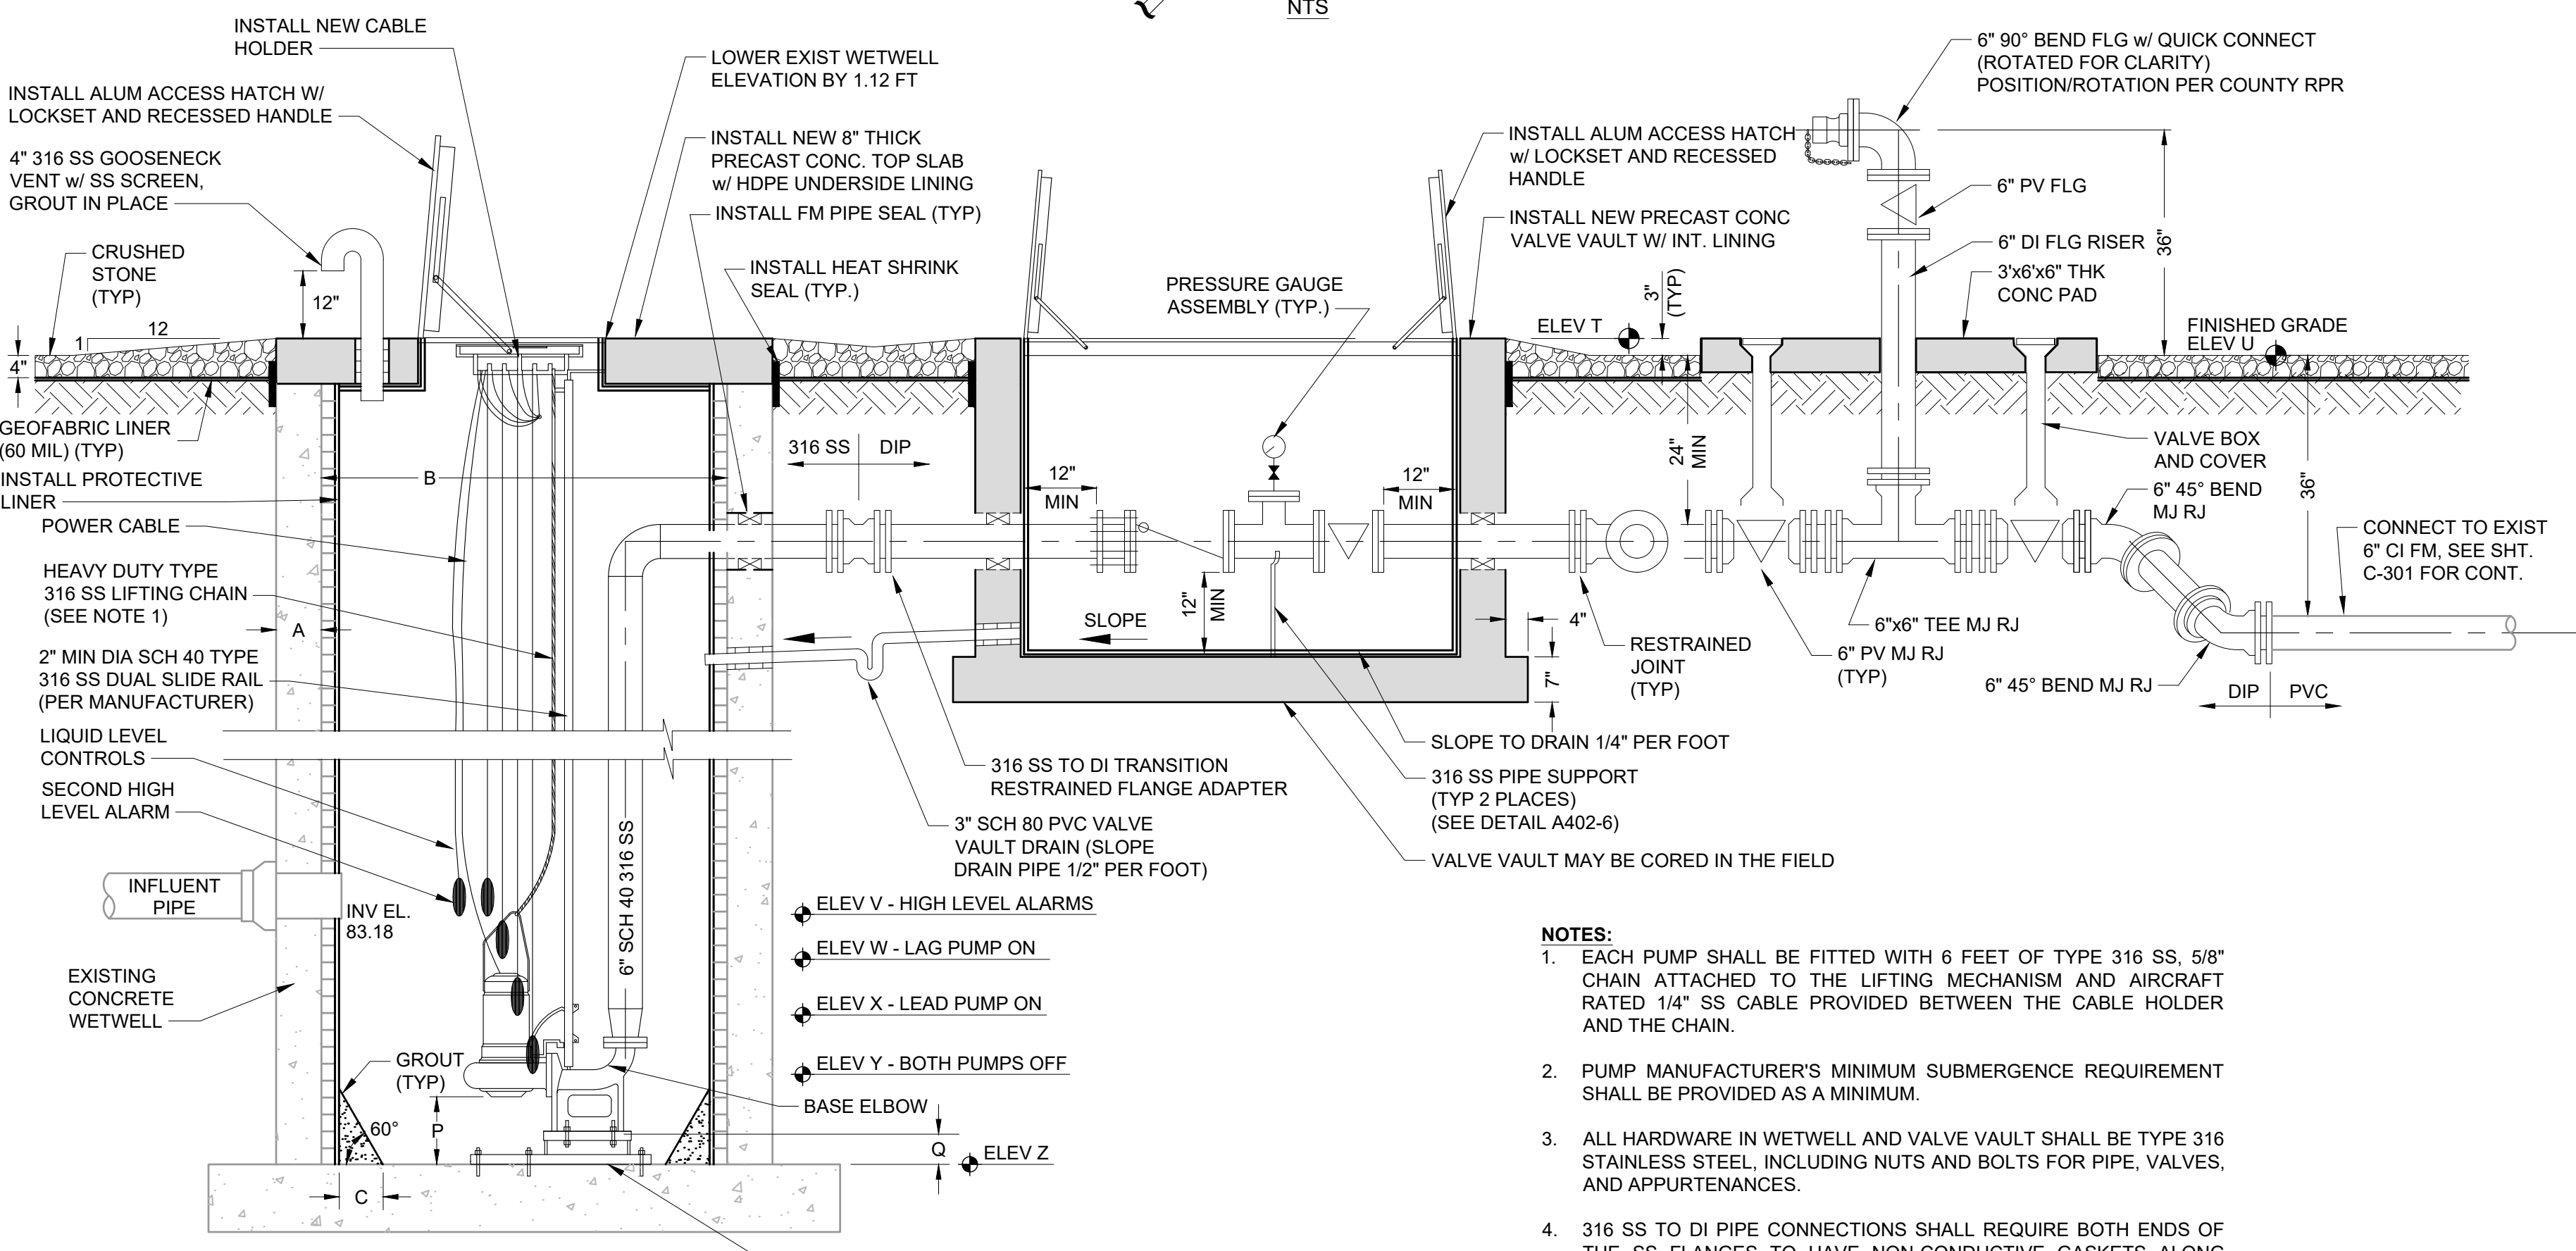 NTS
INSTALL NEW CABLE
HOLDER
LOWER EXIST WETWELL
ELEVATION BY 1.12 FT
6" 90° BEND FLG w/ QUICK CONNECT
(ROTATED FOR CLARITY)
POSITION/ROTATION PER COUNTY RPR
INSTALL ALUM ACCESS HATCH W/
LOCKSET AND RECESSED HANDLE
INSTALL NEW 8" THICK
PRECAST CONC. TOP SLAB
w/ HDPE UNDERSIDE LINING
INSTALL ALUM ACCESS HATCH
w/ LOCKSET AND RECESSED
HANDLE
4" 316 SS GOOSENECK
VENT w/ SS SCREEN,
GROUT IN PLACE
INSTALL FM PIPE SEAL (TYP)
INSTALL NEW PRECAST CONC
VALVE VAULT W/ INT. LINING
6" PV FLG
CRUSHED
STONE
(TYP)
INSTALL HEAT SHRINK
SEAL (TYP.)
PRESSURE GAUGE
ASSEMBLY (TYP.)
6" DI FLG RISER
36"
3'x6'x6" THK
CONC PAD
12"
3"
(TYP)
12
1
4"
ELEV T
FINISHED GRADE
ELEV U
GEOFABRIC LINER
(60 MIL) (TYP)
316 SS
DIP
24"
MIN
VALVE BOX
AND COVER
INSTALL PROTECTIVE
LINER
B
12"
MIN
12"
MIN
36"
6" 45° BEND
MJ RJ
POWER CABLE
CONNECT TO EXIST
6" CI FM, SEE SHT.
C-301 FOR CONT.
HEAVY DUTY TYPE
316 SS LIFTING CHAIN
(SEE NOTE 1)
A
12"
MIN
SLOPE
4"
6"x6" TEE MJ RJ
RESTRAINED
JOINT
(TYP)
6" PV MJ RJ
(TYP)
6" 45° BEND MJ RJ
DIP
PVC
2" MIN DIA SCH 40 TYPE
316 SS DUAL SLIDE RAIL
(PER MANUFACTURER)
7"
LIQUID LEVEL
CONTROLS
SLOPE TO DRAIN 1/4" PER FOOT
316 SS TO DI TRANSITION
RESTRAINED FLANGE ADAPTER
316 SS PIPE SUPPORT
(TYP 2 PLACES)
(SEE DETAIL A402-6)
SECOND HIGH
LEVEL ALARM
3" SCH 80 PVC VALVE
VAULT DRAIN (SLOPE
DRAIN PIPE 1/2" PER FOOT)
VALVE VAULT MAY BE CORED IN THE FIELD
6" SCH 40 316 SS
INFLUENT
PIPE
INV EL.
83.18
ELEV V - HIGH LEVEL ALARMS
ELEV W - LAG PUMP ON
ELEV X - LEAD PUMP ON
ELEV Y - BOTH PUMPS OFF
EXISTING
CONCRETE
WETWELL
GROUT
(TYP)
BASE ELBOW
60°
P
Q
ELEV Z
C
NOTES:
1. EACH PUMP SHALL BE FITTED WITH 6 FEET OF TYPE 316 SS, 5/8"
CHAIN ATTACHED TO THE LIFTING MECHANISM AND AIRCRAFT
RATED 1/4" SS CABLE PROVIDED BETWEEN THE CABLE HOLDER
AND THE CHAIN.
2. PUMP MANUFACTURER'S MINIMUM SUBMERGENCE REQUIREMENT
SHALL BE PROVIDED AS A MINIMUM.
3. ALL HARDWARE IN WETWELL AND VALVE VAULT SHALL BE TYPE 316
STAINLESS STEEL, INCLUDING NUTS AND BOLTS FOR PIPE, VALVES,
AND APPURTENANCES.
4. 316 SS TO DI PIPE CONNECTIONS SHALL REQUIRE BOTH ENDS OF
THE SS FLANGES TO HAVE NON-CONDUCTIVE GASKETS ALONG